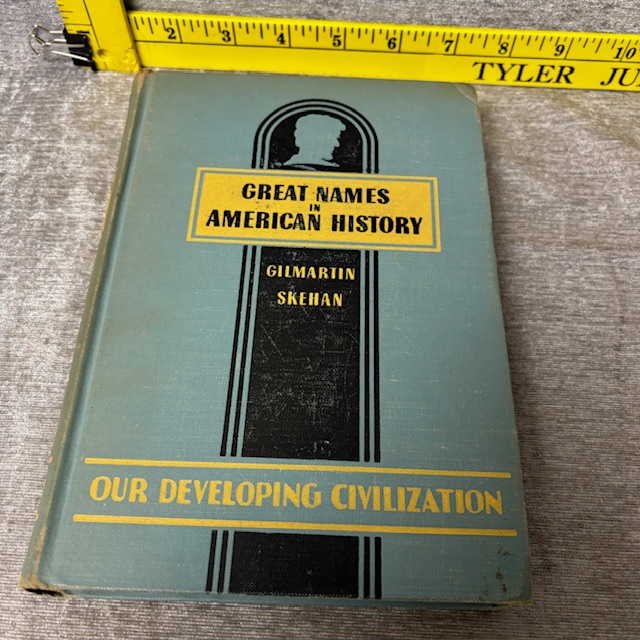 2 3 4 5 6 7 8 9 10
TYLER JU
GREAT NAMES
IN
AMERICAN HISTORY
GILMARTIN
SKEHAN
OUR DEVELOPING CIVILIZATION